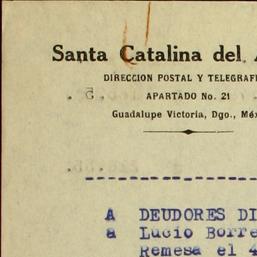 Santa Catalina del
DIRECCION POSTAL Y TELEGRAFI
APARTADO No. 21
Guadalupe Victoria, Dgo., Méx
A DEUDORES DI
a Lucio Borre
Remesa el 4